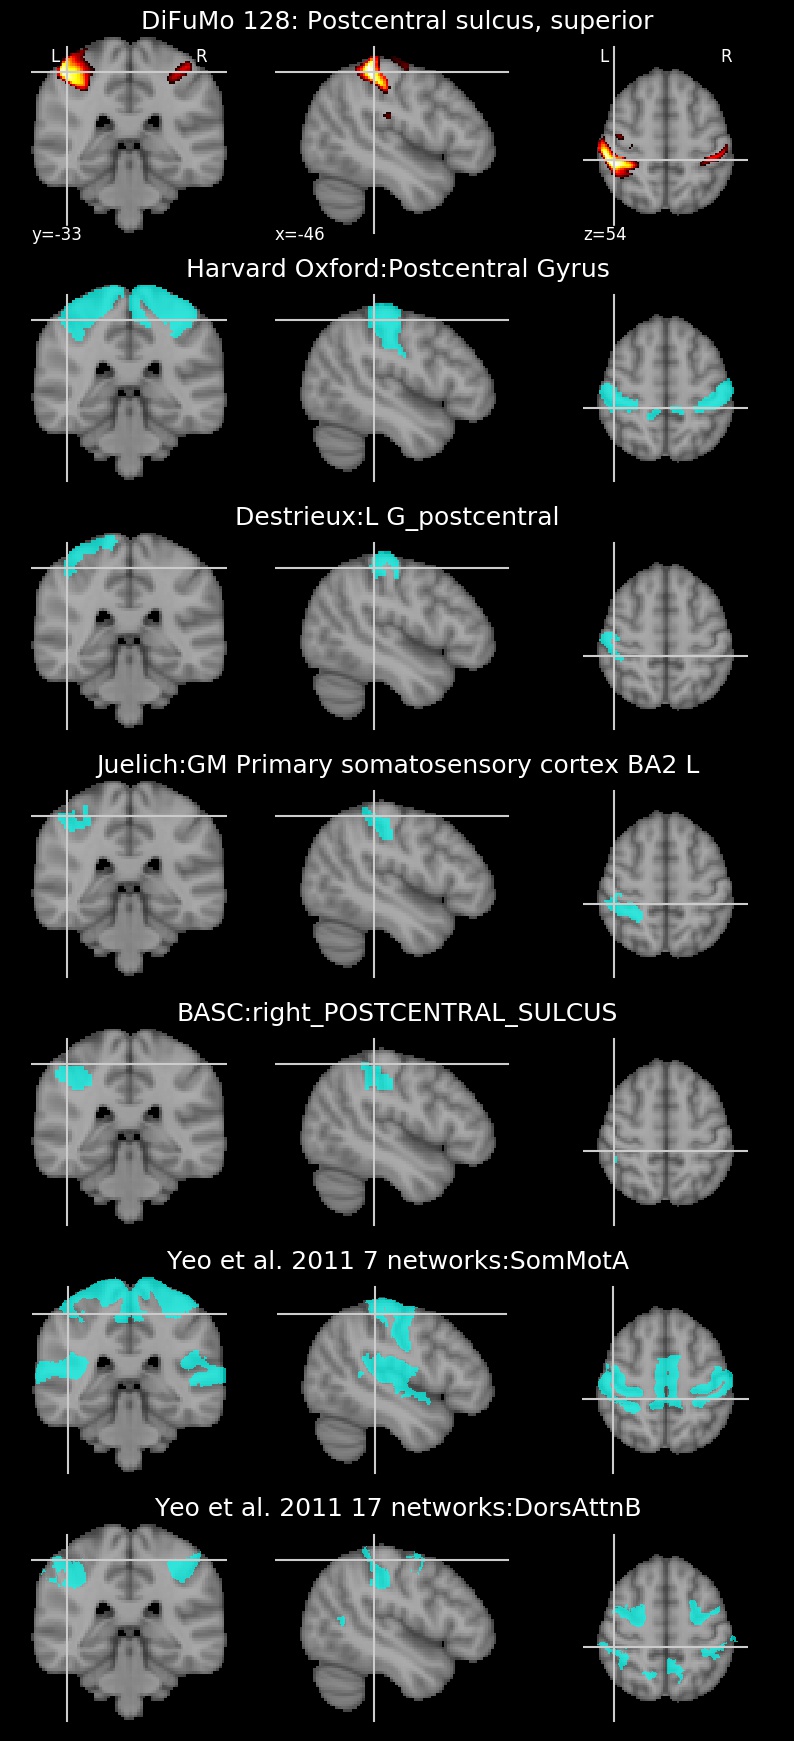 DiFuMo 128: Postcentral sulcus, superior
L R L R
y=-33 x=-46 z=54
Harvard Oxford:Postcentral Gyrus
Destrieux:L G_postcentral
Juelich:GM Primary somatosensory cortex BA2 L
BASC:right_POSTCENTRAL_SULCUS
Yeo et al. 2011 7 networks:SomMotA
Yeo et al. 2011 17 networks:DorsAttnB